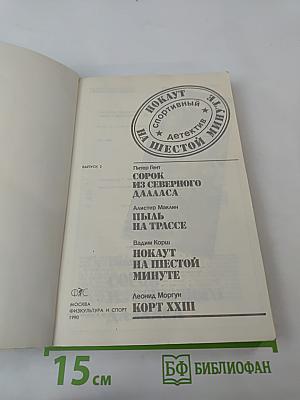 НОКАУТ
НА ШЕСТОЙ МИНУТЕ
спортивный
детектив
ВЫПУСК 2
Питер Гент
СОРОК
ИЗ СЕВЕРНОГО
ДАЛЛАСА
Алистер Маклин
ПЫЛЬ
НА ТРАССЕ
Вадим Корш
НОКАУТ
НА ШЕСТОЙ
МИНУТЕ
Леонид Моргун
КОРТ XXIII
ФиС
МОСКВА
ФИЗКУЛЬТУРА И СПОРТ
1990
15 см
БФ БИБЛИОФАН